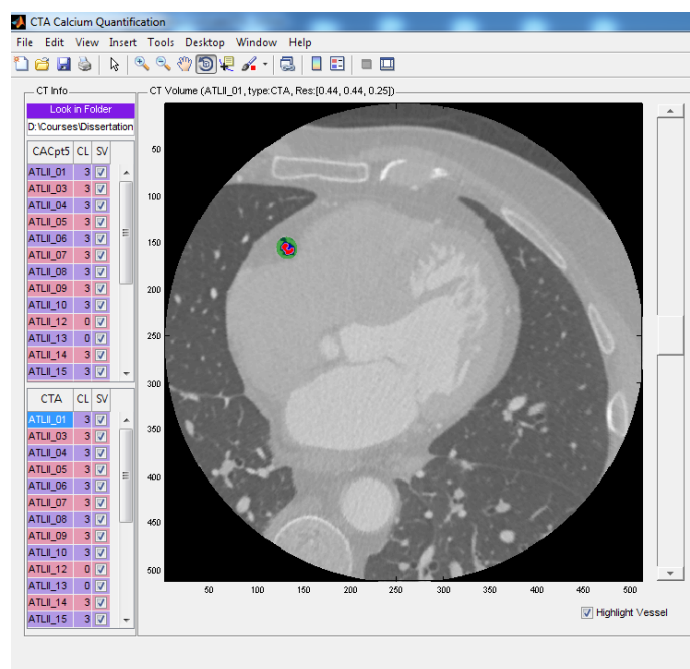 CTA Calcium Quantification
File Edit View Insert Tools Desktop Window Help
CT Info
Look in Folder
D:\Courses\Dissertation
CACpt5 CL SV
ATLII_01 3
ATLII_03 3
ATLII_04 3
ATLII_05 3
ATLII_06 3
ATLII_07 3
ATLII_08 3
ATLII_09 3
ATLII_10 3
ATLII_12 0
ATLII_13 0
ATLII_14 3
ATLII_15 3
CTA CL SV
ATLII_01 3
ATLII_03 3
ATLII_04 3
ATLII_05 3
ATLII_06 3
ATLII_07 3
ATLII_08 3
ATLII_09 3
ATLII_10 3
ATLII_12 0
ATLII_13 0
ATLII_14 3
ATLII_15 3
CT Volume (ATLII_01, type:CTA, Res:[0.44, 0.44, 0.25])
50
100
150
200
250
300
350
400
450
500
50 100 150 200 250 300 350 400 450 500
Highlight Vessel